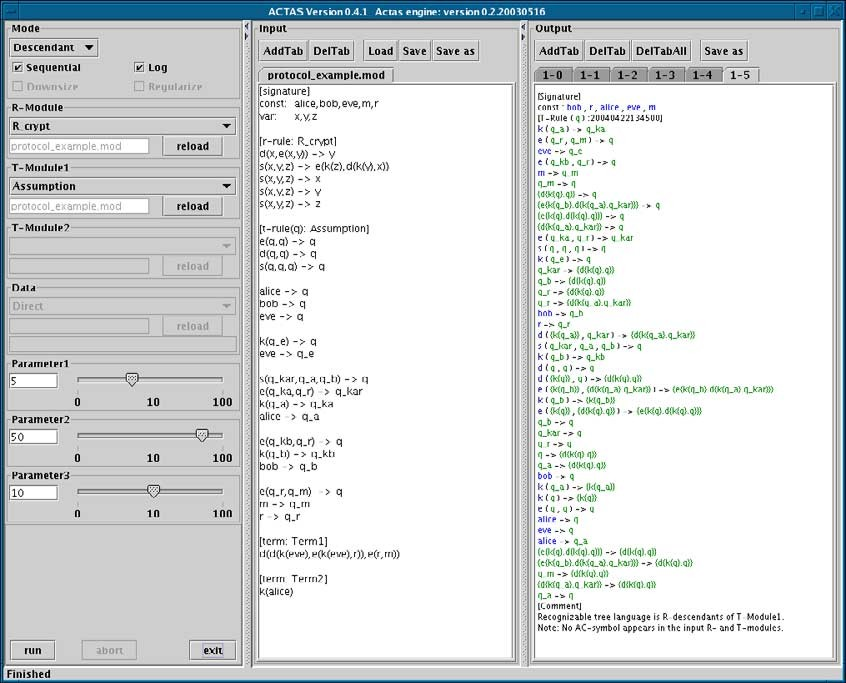 ACTAS Version 0.4.1 Actas engine: version 0.2.20030516
Mode
Descendant
Sequential Log
Downsize Regularize
R-Module
R_crypt
protocol_example.mod reload
T-Module1
Assumption
protocol_example.mod reload
T-Module2
reload
Data
Direct
reload
Parameter1
5
0 10 100
Parameter2
50
0 10 100
Parameter3
10
0 10 100
run abort exit
Finished
Input
AddTab DelTab Load Save Save as
protocol_example.mod
[signature]
const: alice,bob,eve,m,r
var: x,y,z
[r-rule: R_crypt]
d(x,e(x,y)) -> y
s(x,y,z) -> e(k(z),d(k(y),x))
s(x,y,z) -> x
s(x,y,z) -> y
s(x,y,z) -> z
[t-rule(q): Assumption]
e(q,q) -> q
d(q,q) -> q
s(q,q,q) -> q
alice -> q
bob -> q
eve -> q
k(q_e) -> q
eve -> q_e
s(q_kar,q_a,q_b) -> q
e(q_ka,q_r) -> q_kar
k(q_a) -> q_ka
alice -> q_a
e(q_kb,q_r) -> q
k(q_b) -> q_kb
bob -> q_b
e(q_r,q_m) -> q
m -> q_m
r -> q_r
[term: Term1]
d(d(k(eve),e(k(eve),r)),e(r,m))
[term: Term2]
k(alice)
Output
AddTab DelTab DelTabAll Save as
1-0 1-1 1-2 1-3 1-4 1-5
[Signature]
const : bob , r , alice , eve , m
[T-Rule ( q ) :20040422134500]
k ( q_a ) -> q_ka
e ( q_r , q_m ) -> q
eve -> q_e
e ( q_kb , q_r ) -> q
m -> q_m
q_m -> q
{d(k(q).q)} -> q
{e(k(q_b).d(k(q_a).q_kar))} -> q
{e(k(q).d(k(q).q))} -> q
{d(k(q_a).q_kar)} -> q
e ( q_ka , q_r ) -> q_kar
s ( q , q , q ) -> q
k ( q_e ) -> q
q_kar -> {d(k(q).q)}
q_b -> {d(k(q).q)}
q_r -> {d(k(q).q)}
q_r -> {d(k(q_a).q_kar)}
bob -> q_b
r -> q_r
d ( {k(q_a)} , q_kar ) -> {d(k(q_a).q_kar)}
s ( q_kar , q_a , q_b ) -> q
k ( q_b ) -> q_kb
d ( q , q ) -> q
d ( {k(q)} , q ) -> {d(k(q).q)}
e ( {k(q_b)} , {d(k(q_a).q_kar)} ) -> {e(k(q_b).d(k(q_a).q_kar))}
k ( q_b ) -> {k(q_b)}
e ( {k(q)} , {d(k(q).q)} ) -> {e(k(q).d(k(q).q))}
q_b -> q
q_kar -> q
q_r -> q
q -> {d(k(q).q)}
q_a -> {d(k(q).q)}
bob -> q
k ( q_a ) -> {k(q_a)}
k ( q ) -> {k(q)}
e ( q , q ) -> q
alice -> q
eve -> q
alice -> q_a
{e(k(q).d(k(q).q))} -> {d(k(q).q)}
{e(k(q_b).d(k(q_a).q_kar))} -> {d(k(q).q)}
q_m -> {d(k(q).q)}
{d(k(q_a).q_kar)} -> {d(k(q).q)}
q_a -> q
[Comment]
Recognizable tree language is R-descendants of T-Module1.
Note: No AC-symbol appears in the input R- and T-modules.